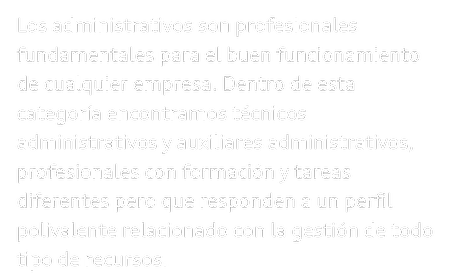 Los administrativos son profesionales
fundamentales para el buen funcionamiento
de cualquier empresa. Dentro de esta
categoría encontramos técnicos
administrativos y auxiliares administrativos,
profesionales con formación y tareas
diferentes pero que responden a un perfil
polivalente relacionado con la gestión de todo
tipo de recursos.